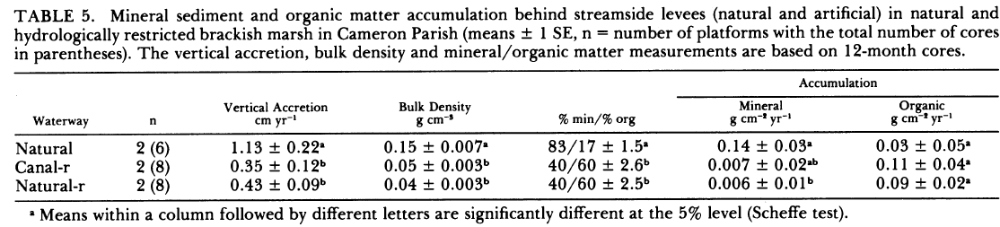 TABLE 5. Mineral sediment and organic matter accumulation behind streamside levees (natural and artificial) in natural and
hydrologically restricted brackish marsh in Cameron Parish (means ± 1 SE, n = number of platforms with the total number of cores
in parentheses). The vertical accretion, bulk density and mineral/organic matter measurements are based on 12-month cores.
Accumulation
Vertical Accretion Bulk Density Mineral Organic
Waterway n cm yr⁻¹ g cm⁻³ % min/% org g cm⁻² yr⁻¹ g cm⁻² yr⁻¹
Natural 2 (6) 1.13 ± 0.22ᵃ 0.15 ± 0.007ᵃ 83/17 ± 1.5ᵃ 0.14 ± 0.03ᵃ 0.03 ± 0.05ᵃ
Canal-r 2 (8) 0.35 ± 0.12ᵇ 0.05 ± 0.003ᵇ 40/60 ± 2.6ᵇ 0.007 ± 0.02ᵃᵇ 0.11 ± 0.04ᵃ
Natural-r 2 (8) 0.43 ± 0.09ᵇ 0.04 ± 0.003ᵇ 40/60 ± 2.5ᵇ 0.006 ± 0.01ᵇ 0.09 ± 0.02ᵃ
ᵃ Means within a column followed by different letters are significantly different at the 5% level (Scheffe test).